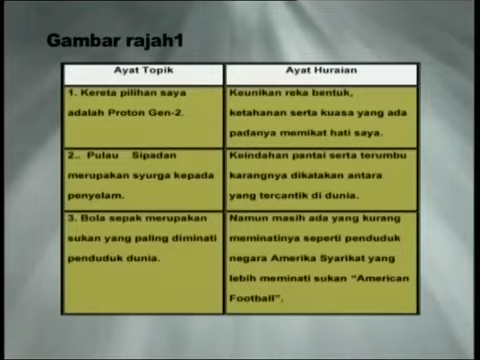 Gambar rajah1
Ayat Topik
Ayat Huraian
1. Kereta pilihan saya
adalah Proton Gen-2.
Keunikan reka bentuk,
ketahanan serta kuasa yang ada
padanya memikat hati saya.
2.. Pulau Sipadan
merupakan syurga kepada
penyelam.
Keindahan pantai serta terumbu
karangnya dikatakan antara
yang tercantik di dunia.
3. Bola sepak merupakan
sukan yang paling diminati
penduduk dunia.
Namun masih ada yang kurang
meminatinya seperti penduduk
negara Amerika Syarikat yang
lebih meminati sukan “American
Football”.